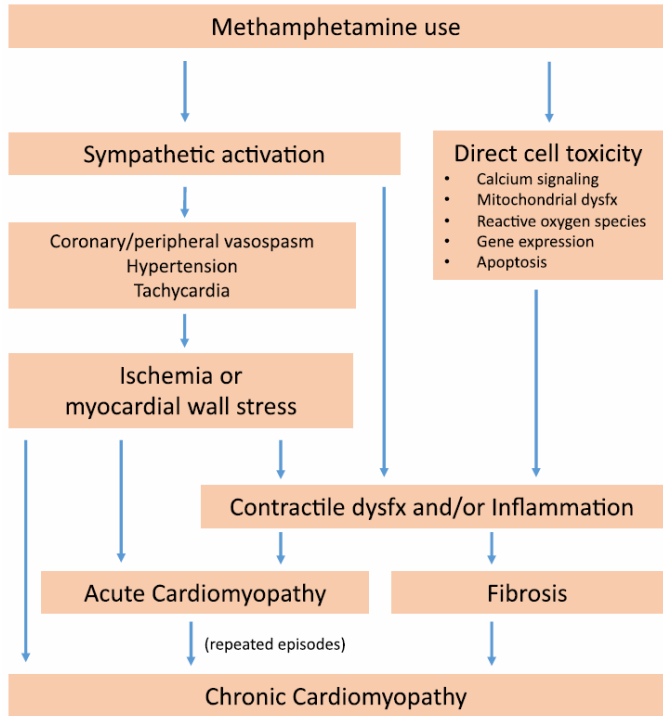 Methamphetamine use
Sympathetic activation
Direct cell toxicity
• Calcium signaling
• Mitochondrial dysfx
• Reactive oxygen species
• Gene expression
• Apoptosis
Coronary/peripheral vasospasm
Hypertension
Tachycardia
Ischemia or
myocardial wall stress
Contractile dysfx and/or Inflammation
Acute Cardiomyopathy
Fibrosis
(repeated episodes)
Chronic Cardiomyopathy